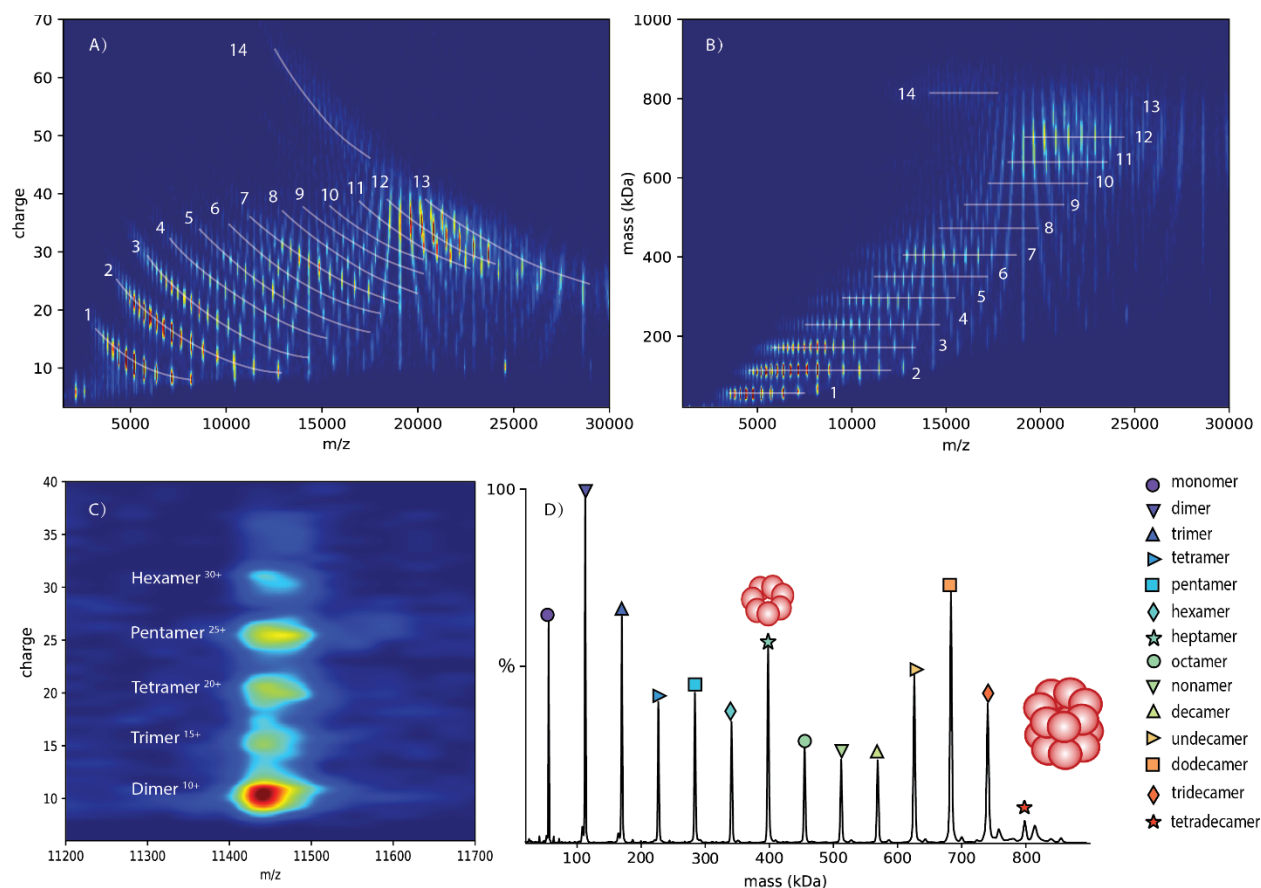 A)
70
60
50
40
30
20
10
charge
14
1
2
3
4
5
6
7
8
9
10
11
12
13
5000
10000
15000
20000
25000
30000
m/z
B)
1000
800
600
400
200
mass (kDa)
14
13
12
11
10
9
8
7
6
5
4
3
2
1
5000
10000
15000
20000
25000
30000
m/z
C)
40
35
30
25
20
15
10
charge
Hexamer 30+
Pentamer 25+
Tetramer 20+
Trimer 15+
Dimer 10+
11200
11300
11400
11500
11600
11700
m/z
D)
100
%
100
200
300
400
500
600
700
800
mass (kDa)
monomer
dimer
trimer
tetramer
pentamer
hexamer
heptamer
octamer
nonamer
decamer
undecamer
dodecamer
tridecamer
tetradecamer